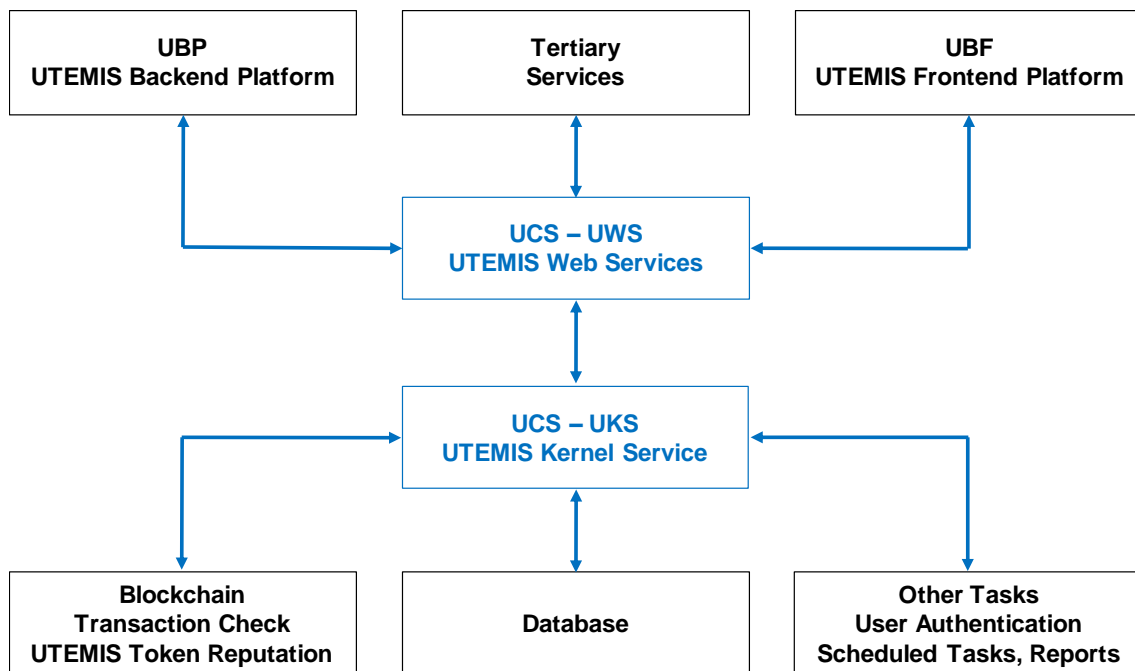 UBP
UTEMIS Backend Platform
Tertiary
Services
UBF
UTEMIS Frontend Platform
UCS – UWS
UTEMIS Web Services
UCS – UKS
UTEMIS Kernel Service
Blockchain
Transaction Check
UTEMIS Token Reputation
Database
Other Tasks
User Authentication
Scheduled Tasks, Reports